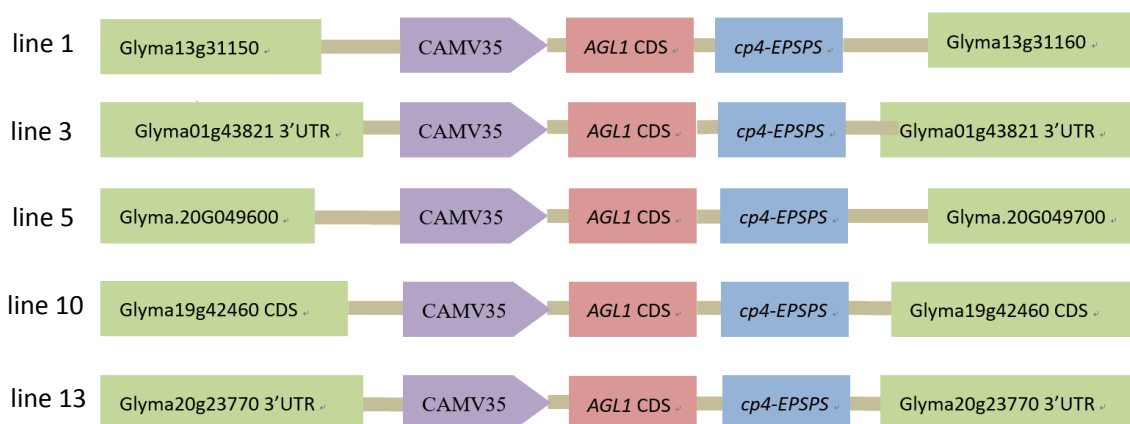 line 1 Glyma13g31150 CAMV35 AGL1 CDS cp4-EPSPS Glyma13g31160
line 3 Glyma01g43821 3’UTR CAMV35 AGL1 CDS cp4-EPSPS Glyma01g43821 3’UTR
line 5 Glyma.20G049600 CAMV35 AGL1 CDS cp4-EPSPS Glyma.20G049700
line 10 Glyma19g42460 CDS CAMV35 AGL1 CDS cp4-EPSPS Glyma19g42460 CDS
line 13 Glyma20g23770 3’UTR CAMV35 AGL1 CDS cp4-EPSPS Glyma20g23770 3’UTR